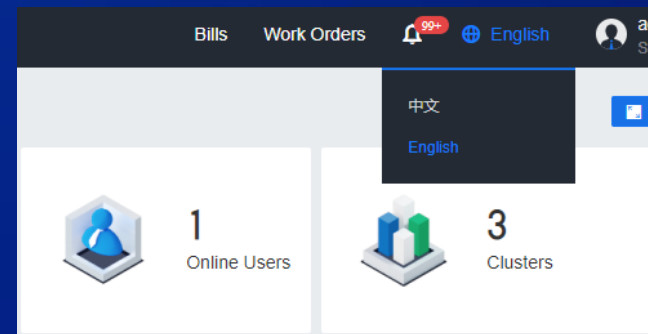 Bills Work Orders 99+ English
中文
English
1
Online Users
3
Clusters